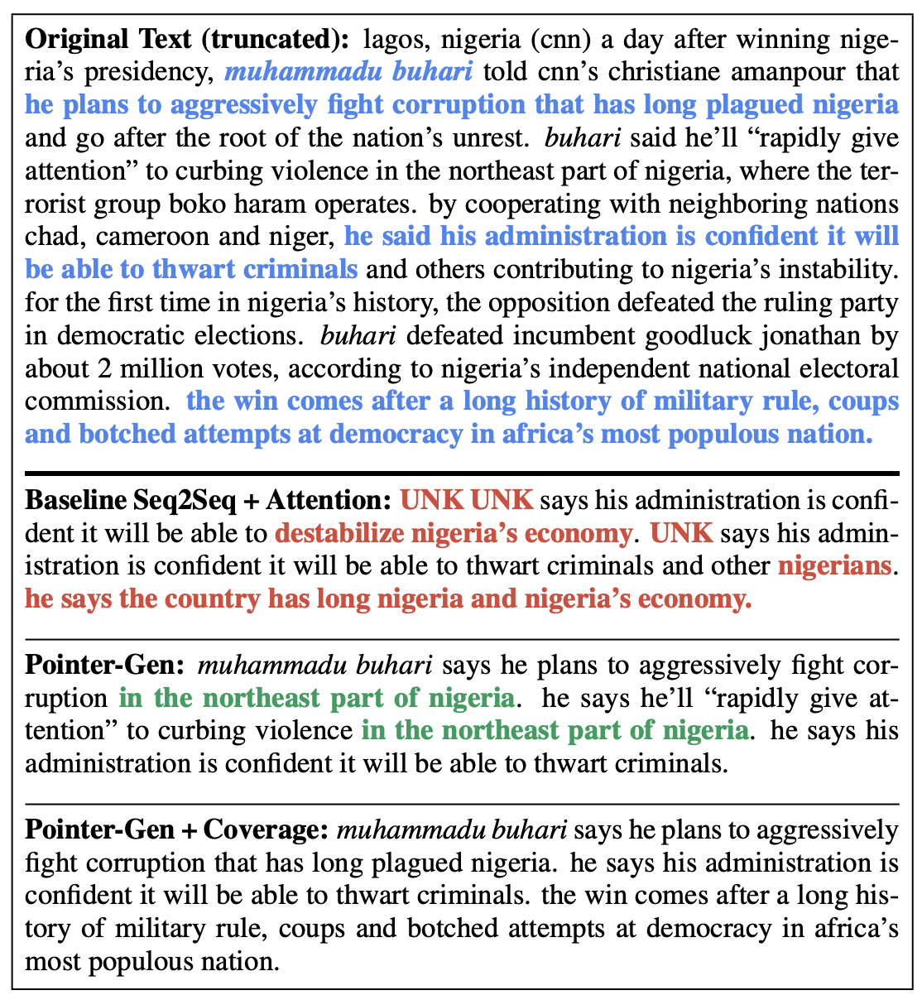 Original Text (truncated): lagos, nigeria (cnn) a day after winning nige-
ria’s presidency, muhammadu buhari told cnn’s christiane amanpour that
he plans to aggressively fight corruption that has long plagued nigeria
and go after the root of the nation’s unrest. buhari said he’ll “rapidly give
attention” to curbing violence in the northeast part of nigeria, where the ter-
rorist group boko haram operates. by cooperating with neighboring nations
chad, cameroon and niger, he said his administration is confident it will
be able to thwart criminals and others contributing to nigeria’s instability.
for the first time in nigeria’s history, the opposition defeated the ruling party
in democratic elections. buhari defeated incumbent goodluck jonathan by
about 2 million votes, according to nigeria’s independent national electoral
commission. the win comes after a long history of military rule, coups
and botched attempts at democracy in africa’s most populous nation.
Baseline Seq2Seq + Attention: UNK UNK says his administration is confi-
dent it will be able to destabilize nigeria’s economy. UNK says his admin-
istration is confident it will be able to thwart criminals and other nigerians.
he says the country has long nigeria and nigeria’s economy.
Pointer-Gen: muhammadu buhari says he plans to aggressively fight cor-
ruption in the northeast part of nigeria. he says he’ll “rapidly give at-
tention” to curbing violence in the northeast part of nigeria. he says his
administration is confident it will be able to thwart criminals.
Pointer-Gen + Coverage: muhammadu buhari says he plans to aggressively
fight corruption that has long plagued nigeria. he says his administration is
confident it will be able to thwart criminals. the win comes after a long his-
tory of military rule, coups and botched attempts at democracy in africa’s
most populous nation.